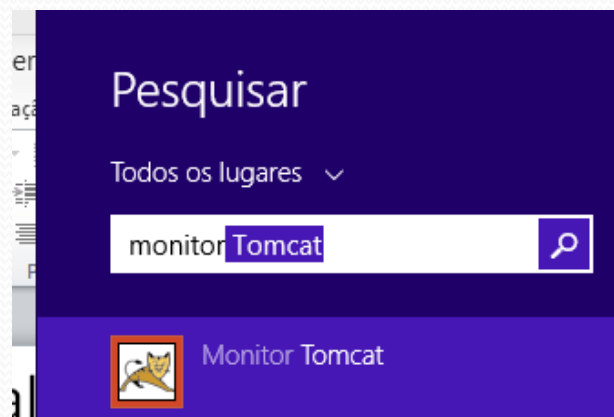 Pesquisar
Todos os lugares
monitor Tomcat
Monitor Tomcat